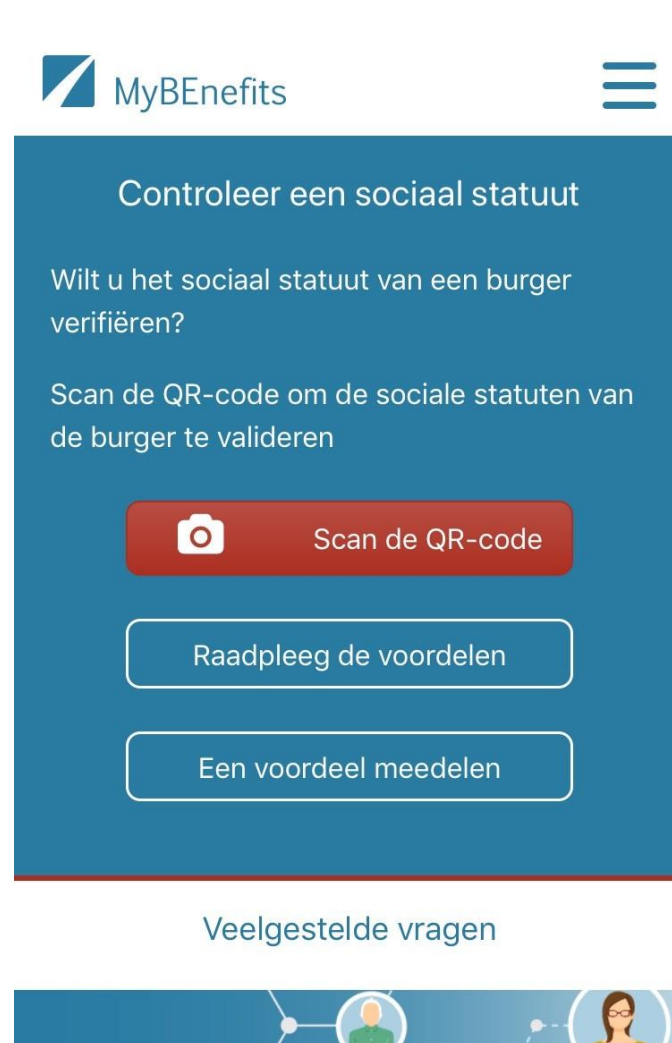 MyBEnefits
Controleer een sociaal statuut
Wilt u het sociaal statuut van een burger
verifiëren?
Scan de QR-code om de sociale statuten van
de burger te valideren
Scan de QR-code
Raadpleeg de voordelen
Een voordeel meedelen
Veelgestelde vragen